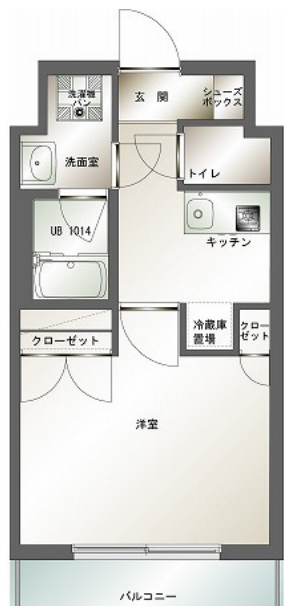 洗濯機
パン
玄 関
シューズ
ボックス
洗面室
トイレ
UB 1014
キッチン
冷蔵庫
置場
クロー
ゼット
クローゼット
洋室
バルコニー